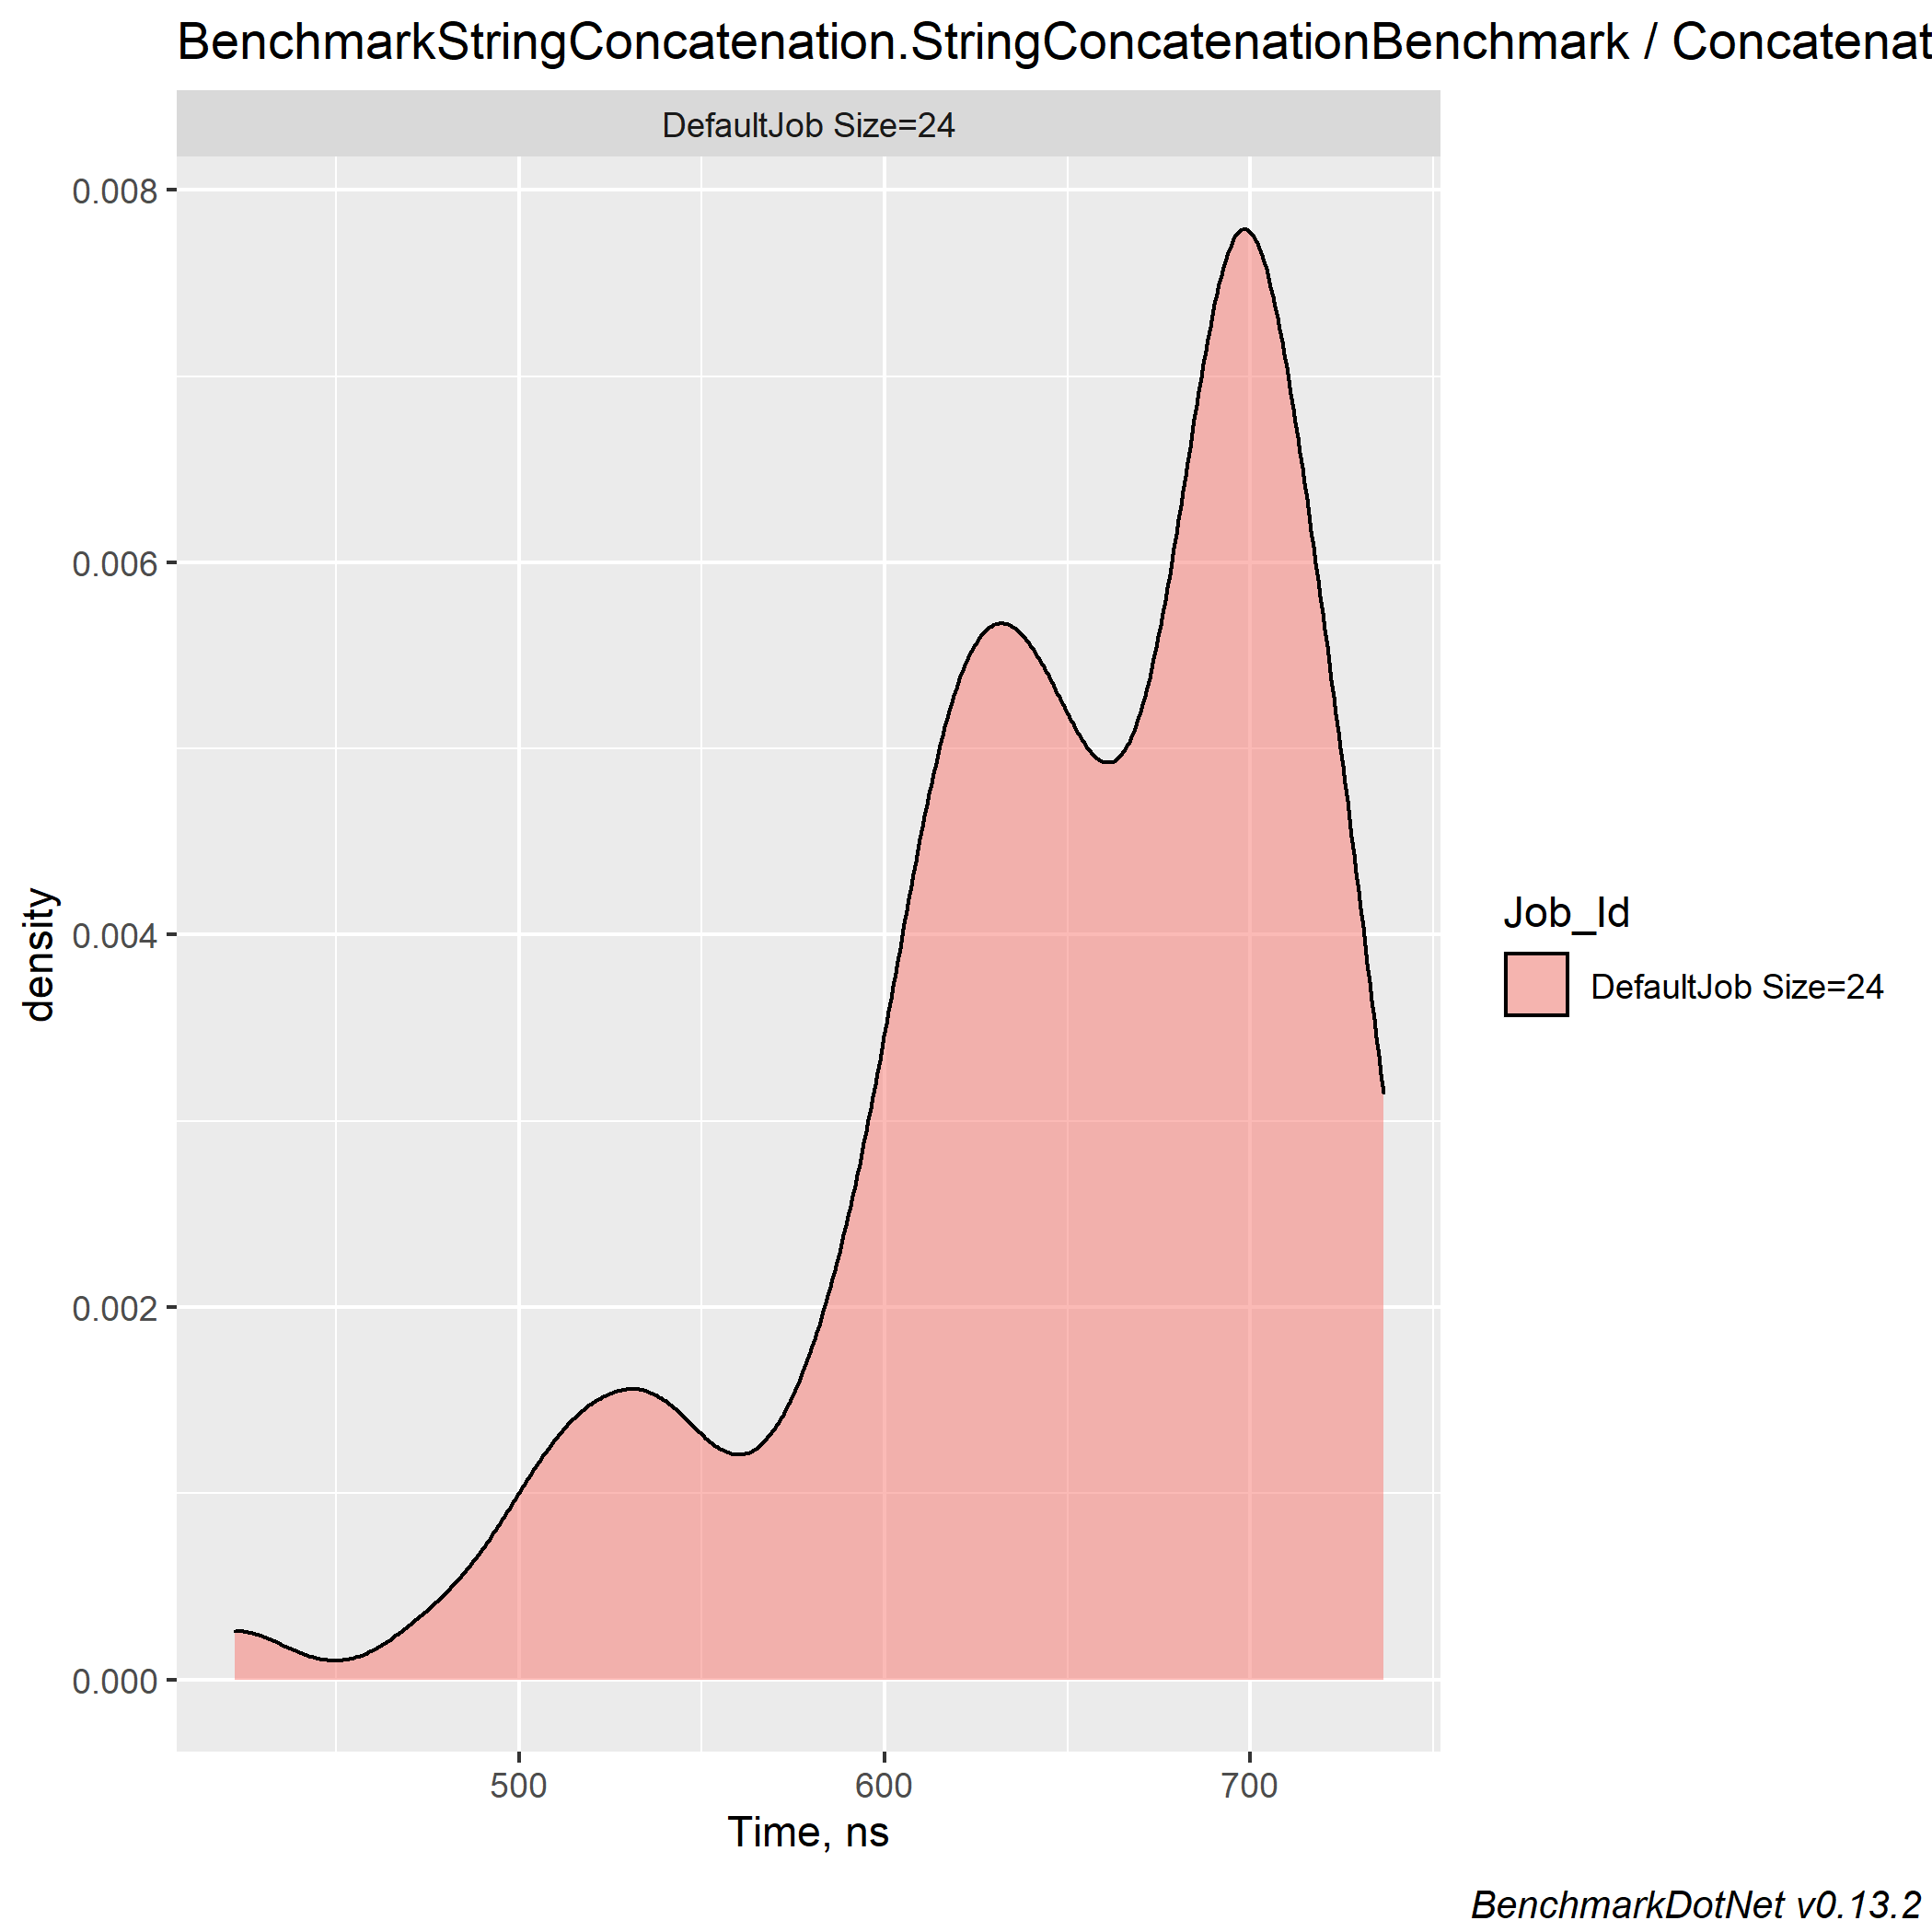 BenchmarkStringConcatenation.StringConcatenationBenchmark / Concatenat
DefaultJob Size=24
0.008
0.006
0.004
0.002
0.000
density
500 600 700
Time, ns
Job_Id
DefaultJob Size=24
BenchmarkDotNet v0.13.2